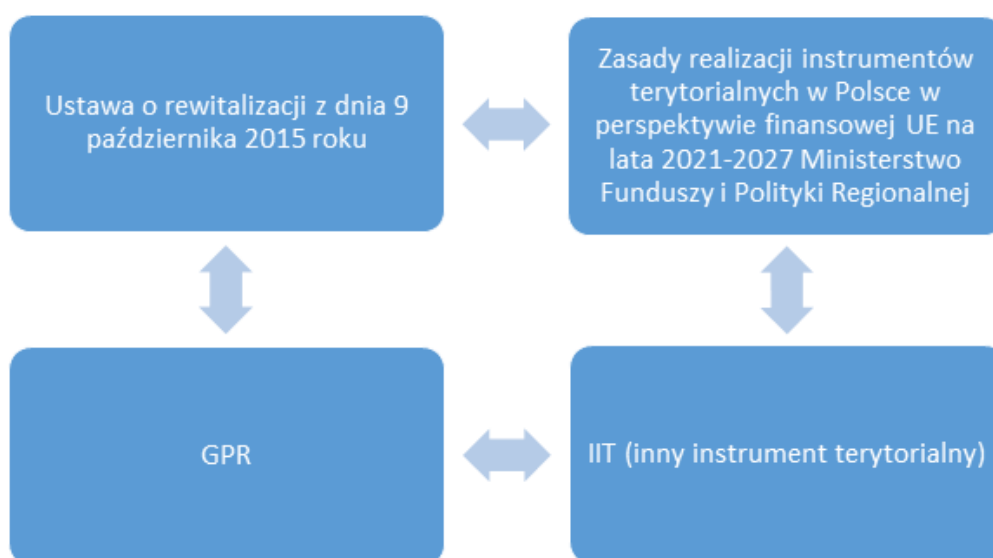 Ustawa o rewitalizacji z dnia 9
października 2015 roku
Zasady realizacji instrumentów
terytorialnych w Polsce w
perspektywie finansowej UE na
lata 2021-2027 Ministerstwo
Funduszy i Polityki Regionalnej
GPR
IIT (inny instrument terytorialny)